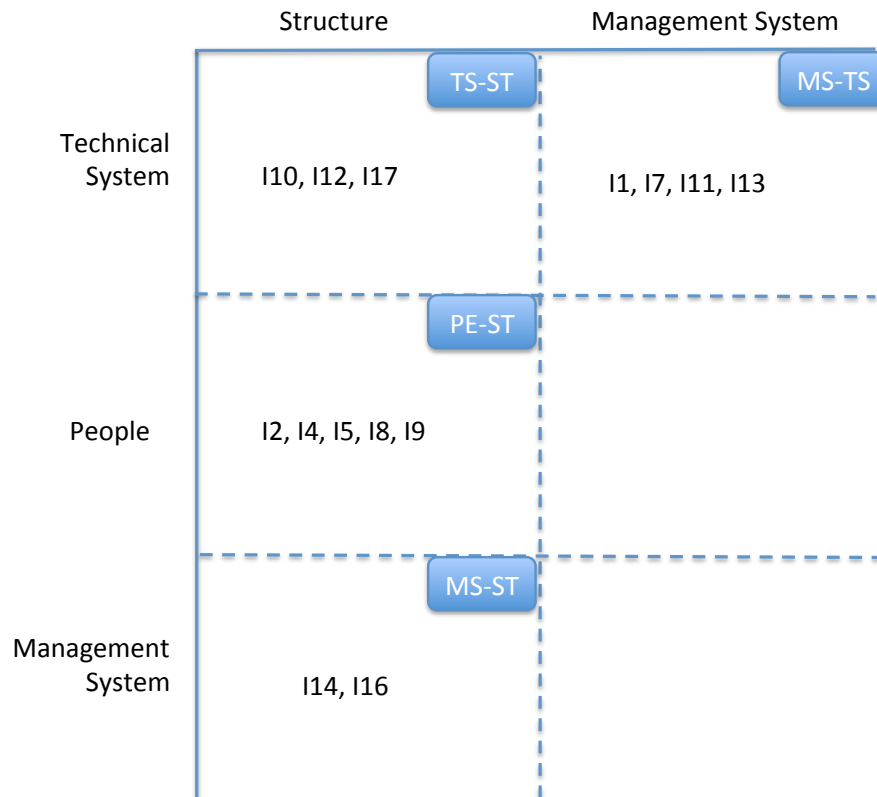 Structure
Management System
TS-ST
MS-TS
Technical
System
I10, I12, I17
I1, I7, I11, I13
PE-ST
People
I2, I4, I5, I8, I9
MS-ST
Management
System
I14, I16